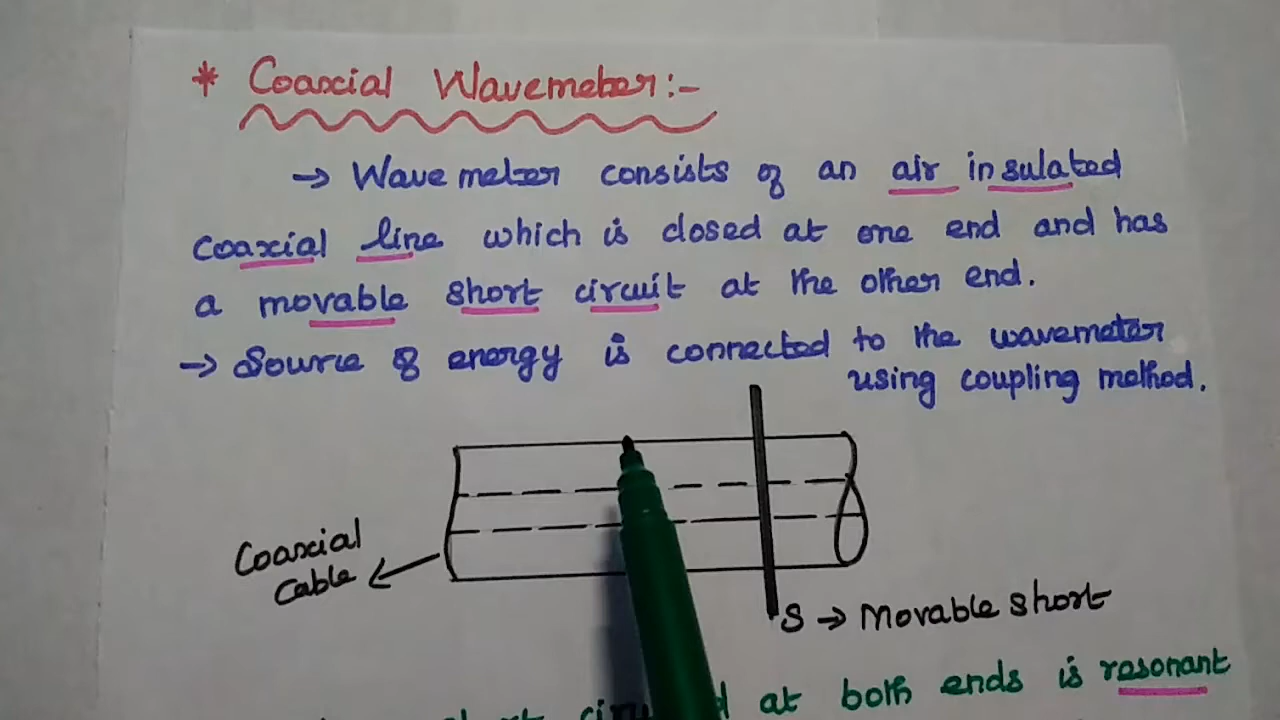 * Coaxial Wavemeter:-
→ Wavemeter consists of an air insulated
coaxial line which is closed at one end and has
a movable short circuit at the other end.
→ Source of energy is connected to the wavemeter
using coupling method.
Coaxial
Cable
S → Movable short
short at both ends is resonant